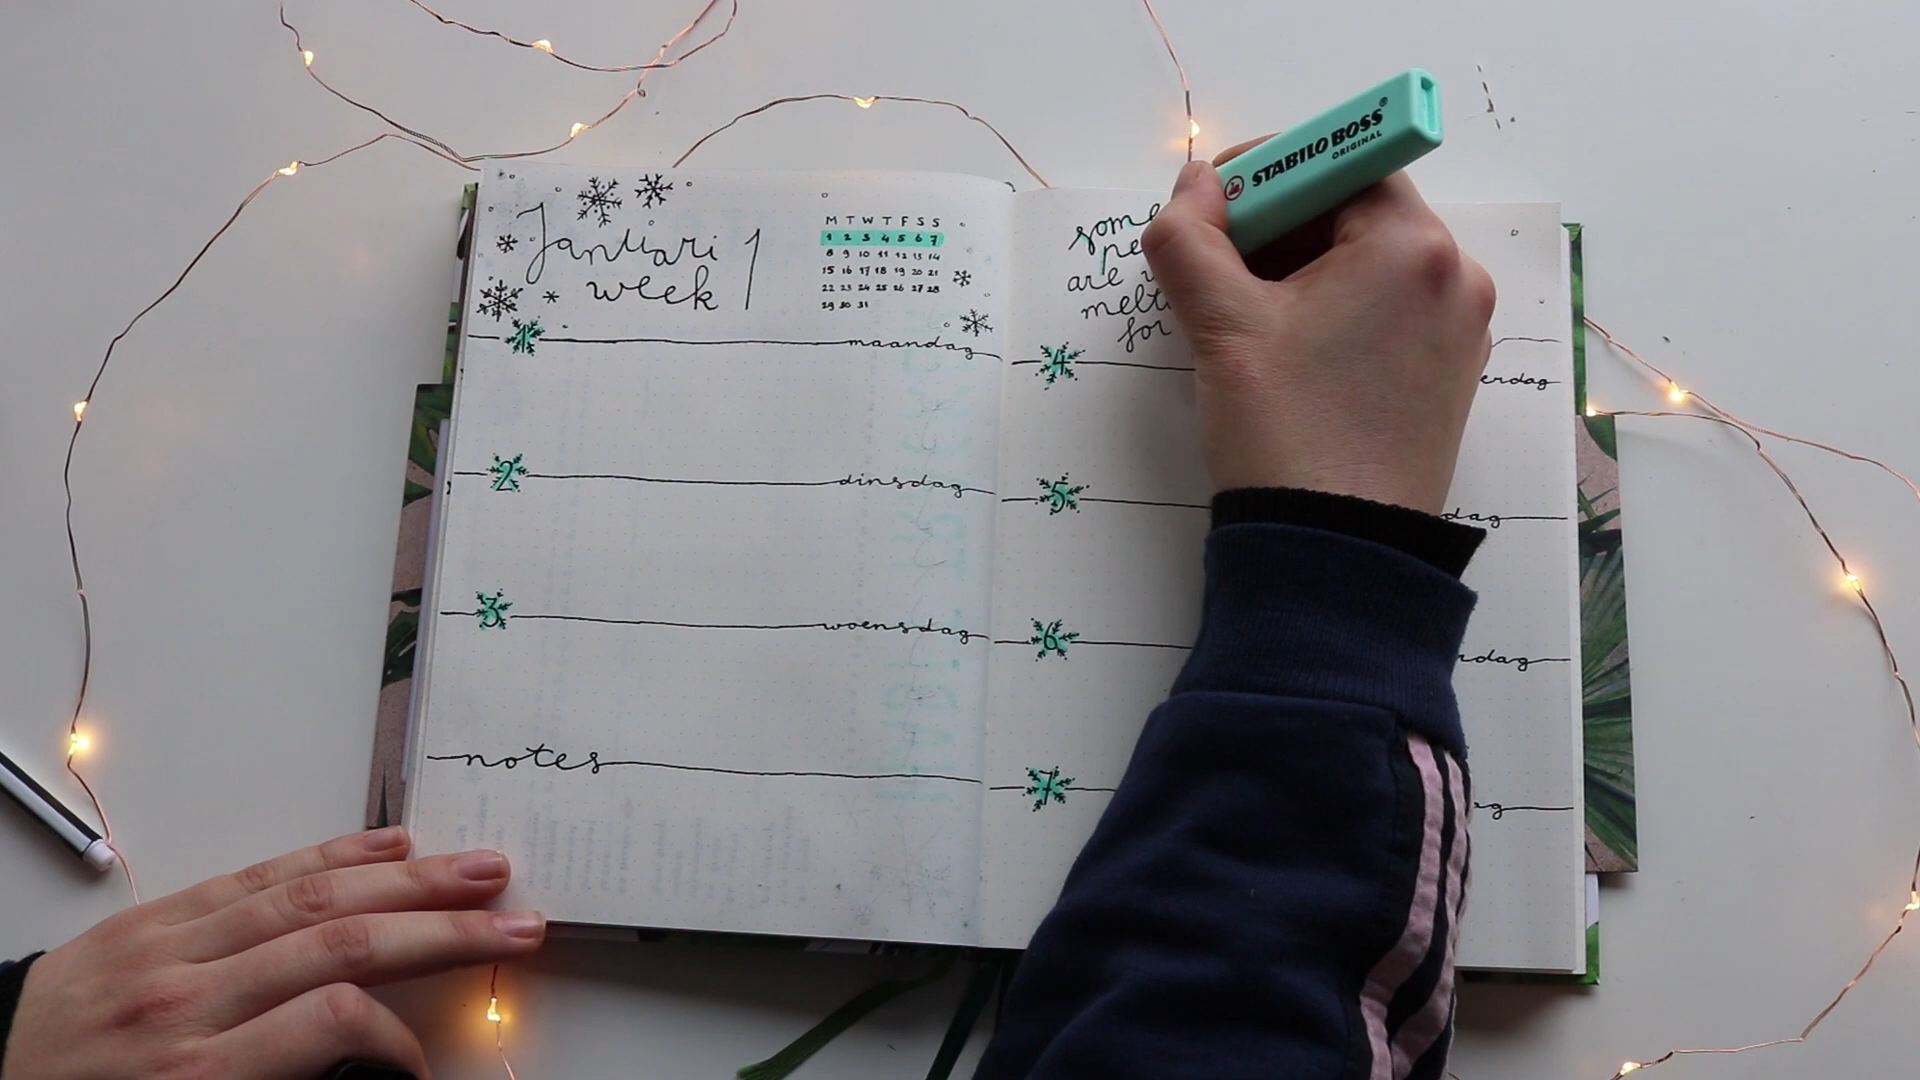 Januari
week 1
M T W T F S S
1 2 3 4 5 6 7
8 9 10 11 12 13 14
15 16 17 18 19 20 21
22 23 24 25 26 27 28
29 30 31
1 maandag
2 dinsdag
3 woensdag
notes
some
are
for
4
5
6
7
STABILO BOSS®
ORIGINAL